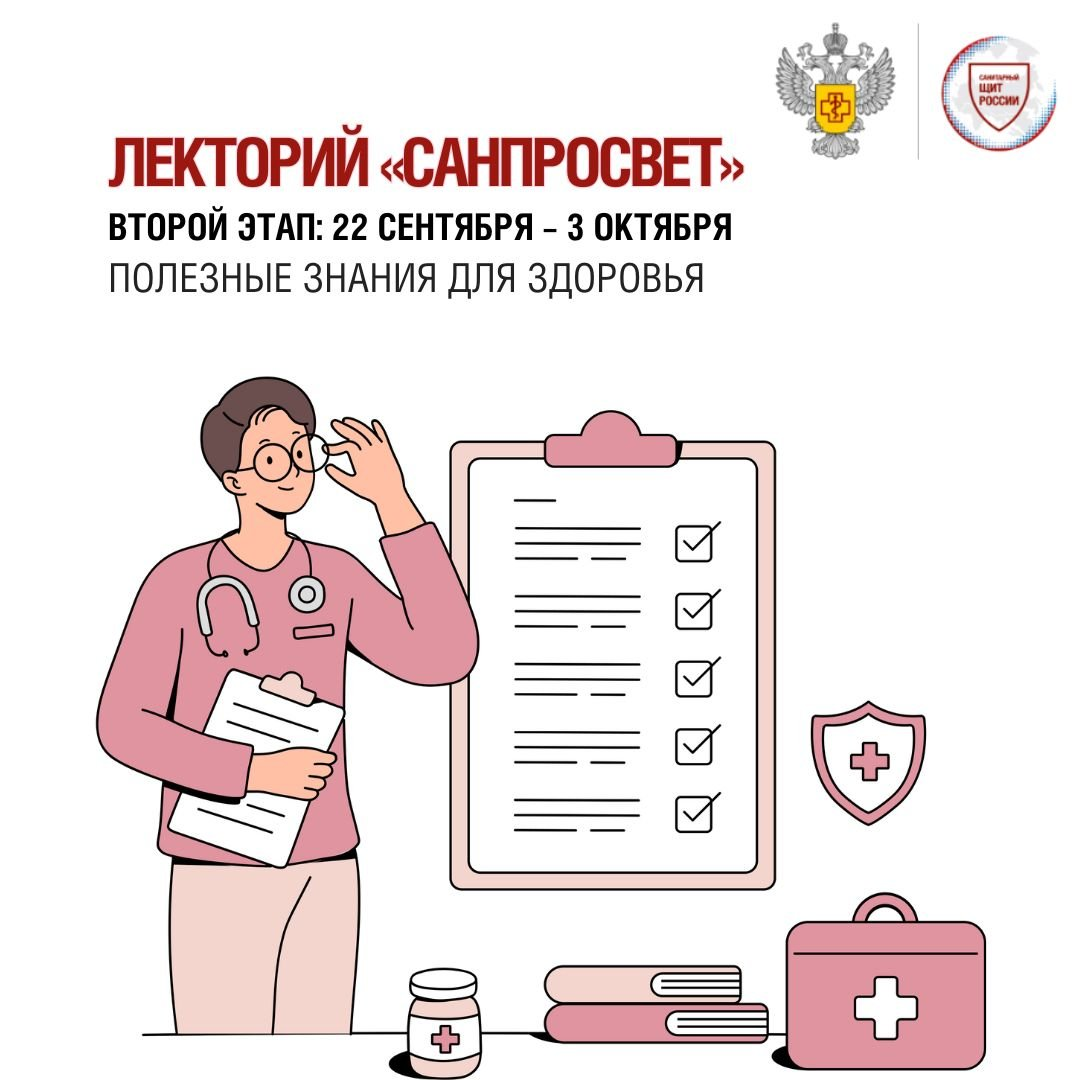 САНИТАРНЫЙ
ЩИТ
РОССИИ
ЛЕКТОРИЙ «САНПРОСВЕТ»
ВТОРОЙ ЭТАП: 22 СЕНТЯБРЯ – 3 ОКТЯБРЯ
ПОЛЕЗНЫЕ ЗНАНИЯ ДЛЯ ЗДОРОВЬЯ